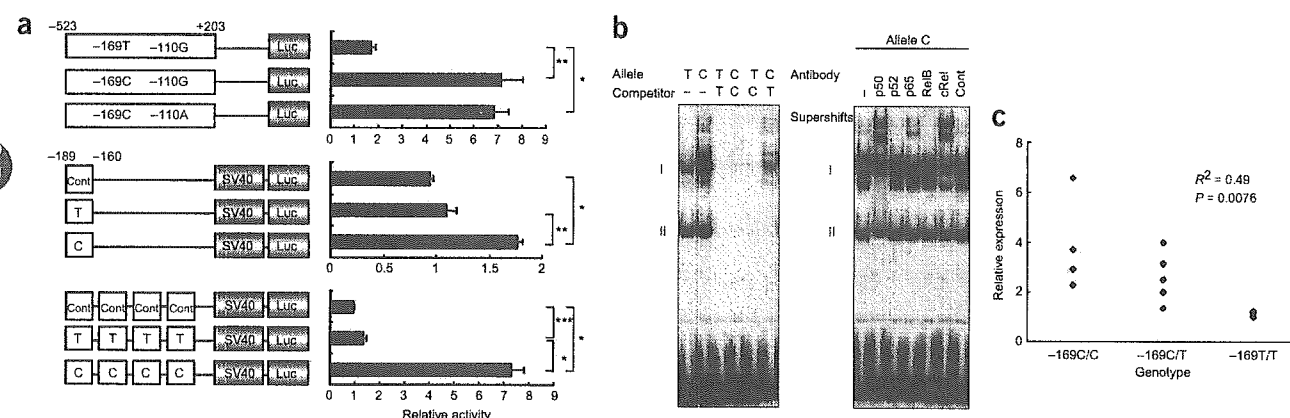 a
−523 +203
−169T −110G Luc
−169C −110G Luc
−169C −110A Luc
** *
0 1 2 3 4 5 6 7 8 9
−189 −160
Cont SV40 Luc
T SV40 Luc
C SV40 Luc
** *
0 0.5 1 1.5 2
Cont Cont Cont Cont SV40 Luc
T T T T SV40 Luc
C C C C SV40 Luc
*** * *
0 1 2 3 4 5 6 7 8 9
Relative activity
b
Allele T C T C T C
Competitor – – T C C T
I
II
Allele C
Antibody – p50 p52 p65 RelB cRel Cont
Supershifts
I
II
c
8
6
4
2
0
Relative expression
R² = 0.49
P = 0.0076
−169C/C −169C/T −169T/T
Genotype